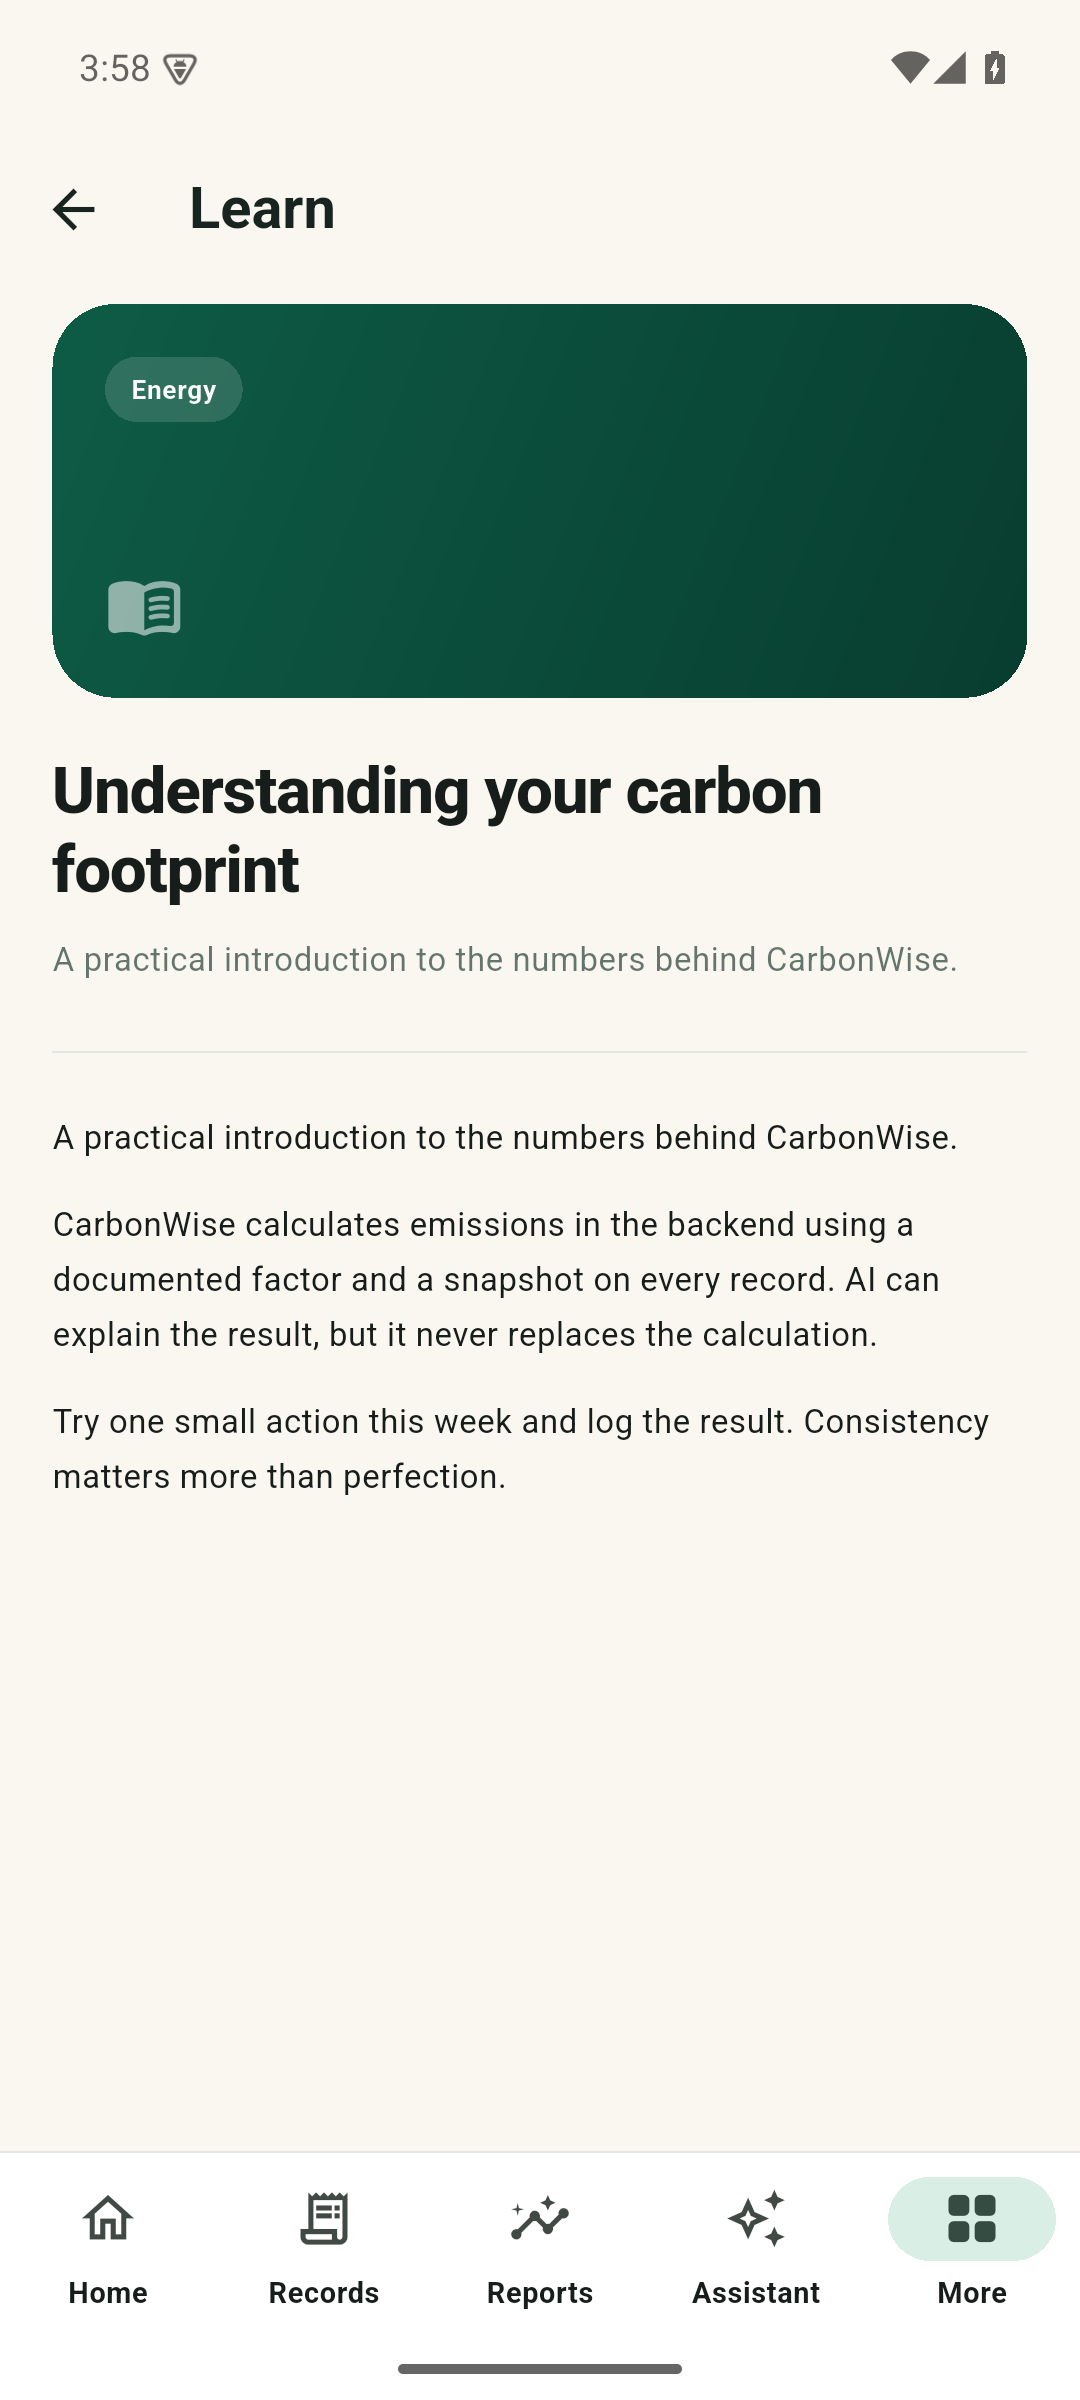 3:58
Learn
Energy
Understanding your carbon
footprint
A practical introduction to the numbers behind CarbonWise.
A practical introduction to the numbers behind CarbonWise.
CarbonWise calculates emissions in the backend using a
documented factor and a snapshot on every record. AI can
explain the result, but it never replaces the calculation.
Try one small action this week and log the result. Consistency
matters more than perfection.
Home Records Reports Assistant More